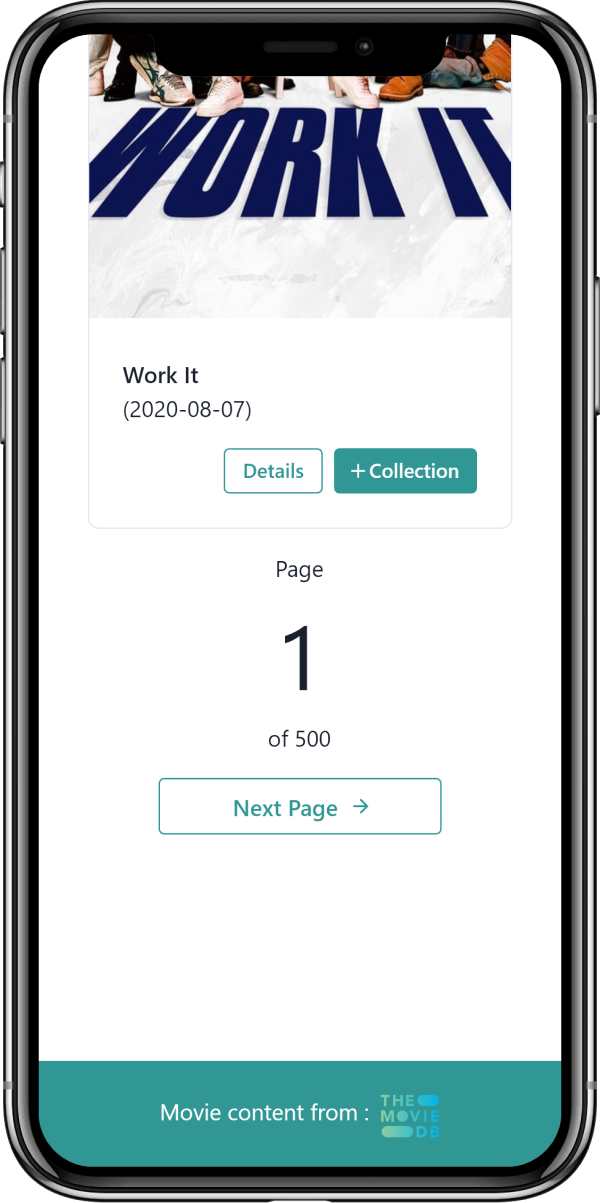 WORK IT
Work It
(2020-08-07)
Details
+Collection
Page
1
of 500
Next Page →
Movie content from :
THE
MOVIE
DB